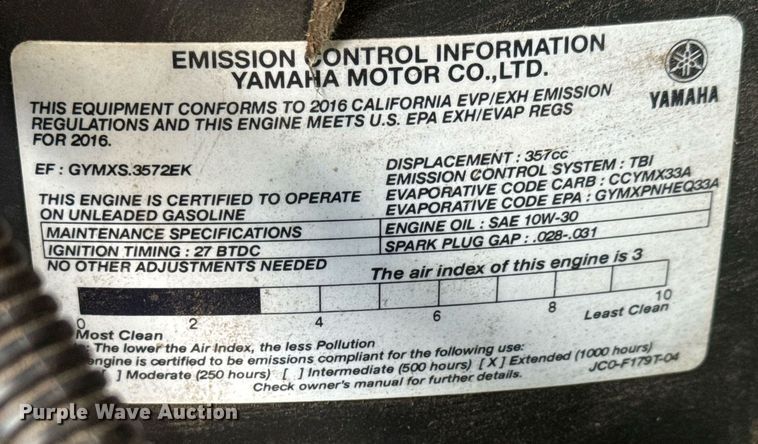 EMISSION CONTROL INFORMATION
YAMAHA MOTOR CO.,LTD.
YAMAHA
THIS EQUIPMENT CONFORMS TO 2016 CALIFORNIA EVP/EXH EMISSION
REGULATIONS AND THIS ENGINE MEETS U.S. EPA EXH/EVAP REGS
FOR 2016.
EF : GYMXS.3572EK
THIS ENGINE IS CERTIFIED TO OPERATE
ON UNLEADED GASOLINE
DISPLACEMENT : 357cc
EMISSION CONTROL SYSTEM : TBI
EVAPORATIVE CODE CARB : CCYMX33A
EVAPORATIVE CODE EPA : GYMXPNHEQ33A
MAINTENANCE SPECIFICATIONS
ENGINE OIL : SAE 10W-30
IGNITION TIMING : 27 BTDC
SPARK PLUG GAP : .028-.031
NO OTHER ADJUSTMENTS NEEDED
The air index of this engine is 3
0 2 4 6 8 10
Most Clean Least Clean
: The lower the Air Index, the less Pollution
engine is certified to be emissions compliant for the following use:
] Moderate (250 hours) [ ] Intermediate (500 hours) [ X ] Extended (1000 hours)
Check owner's manual for further details.
JC0-F179T-04
Purple Wave Auction